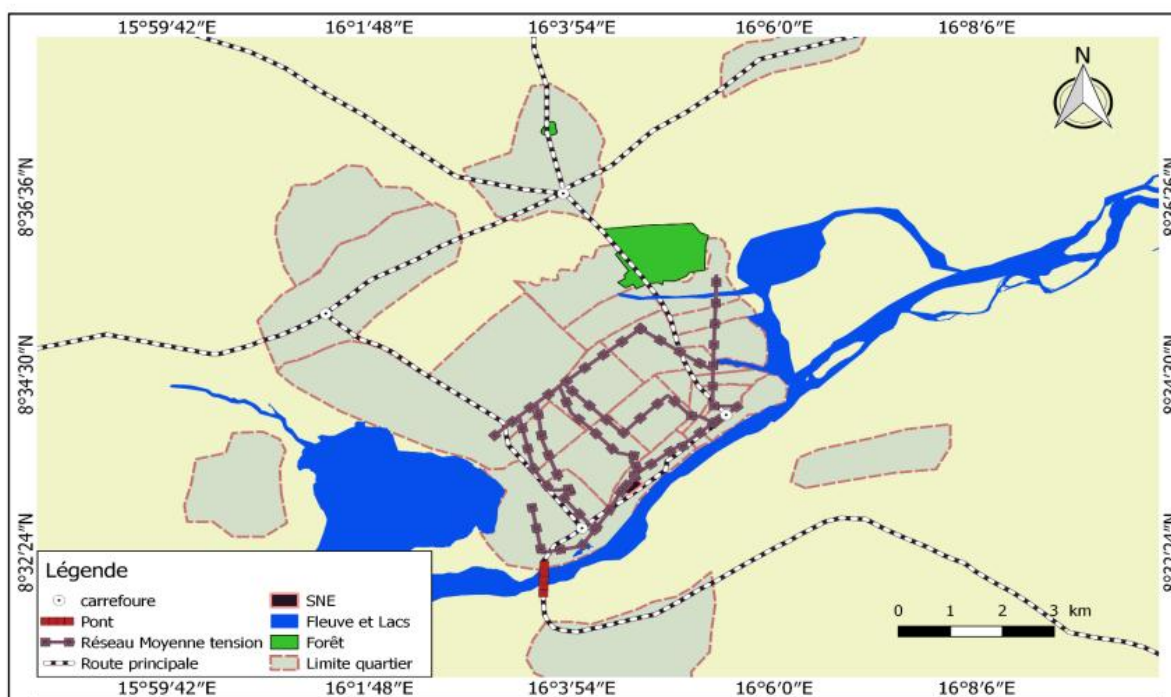 15°59′42″E 16°1′48″E 16°3′54″E 16°6′0″E 16°8′6″E
N
8°36′36″N 8°36′36″N
8°34′30″N 8°34′30″N
8°32′24″N 8°32′24″N
Légende
carrefoure
Pont
Réseau Moyenne tension
Route principale
SNE
Fleuve et Lacs
Forêt
Limite quartier
0 1 2 3 km
15°59′42″E 16°1′48″E 16°3′54″E 16°6′0″E 16°8′6″E